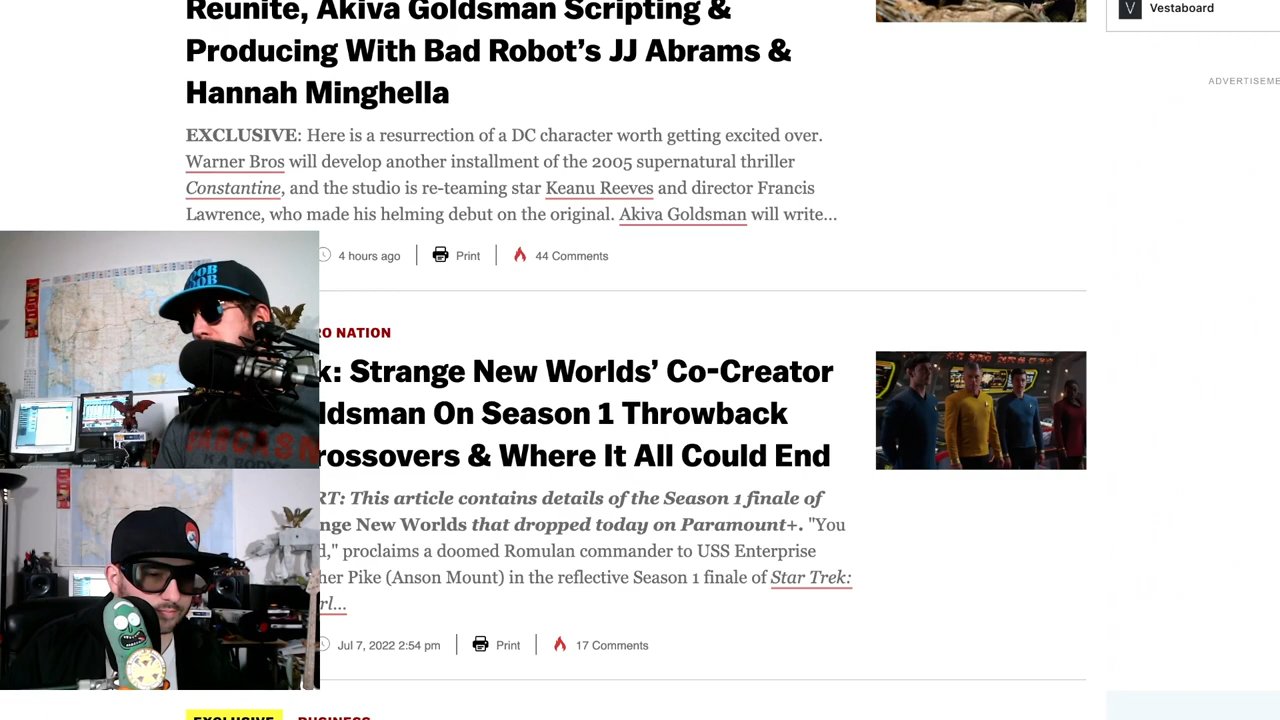 Reunite, Akiva Goldsman Scripting &
Producing With Bad Robot’s JJ Abrams &
Hannah Minghella
V Vestaboard
ADVERTISEME
EXCLUSIVE: Here is a resurrection of a DC character worth getting excited over.
Warner Bros will develop another installment of the 2005 supernatural thriller
Constantine, and the studio is re-teaming star Keanu Reeves and director Francis
Lawrence, who made his helming debut on the original. Akiva Goldsman will write...
4 hours ago Print 44 Comments
RO NATION
k: Strange New Worlds’ Co-Creator
ldsman On Season 1 Throwback
rossovers & Where It All Could End
RT: This article contains details of the Season 1 finale of
nge New Worlds that dropped today on Paramount+. "You
d," proclaims a doomed Romulan commander to USS Enterprise
her Pike (Anson Mount) in the reflective Season 1 finale of Star Trek:
rl...
Jul 7, 2022 2:54 pm Print 17 Comments
EXCLUSIVE BUSINESS